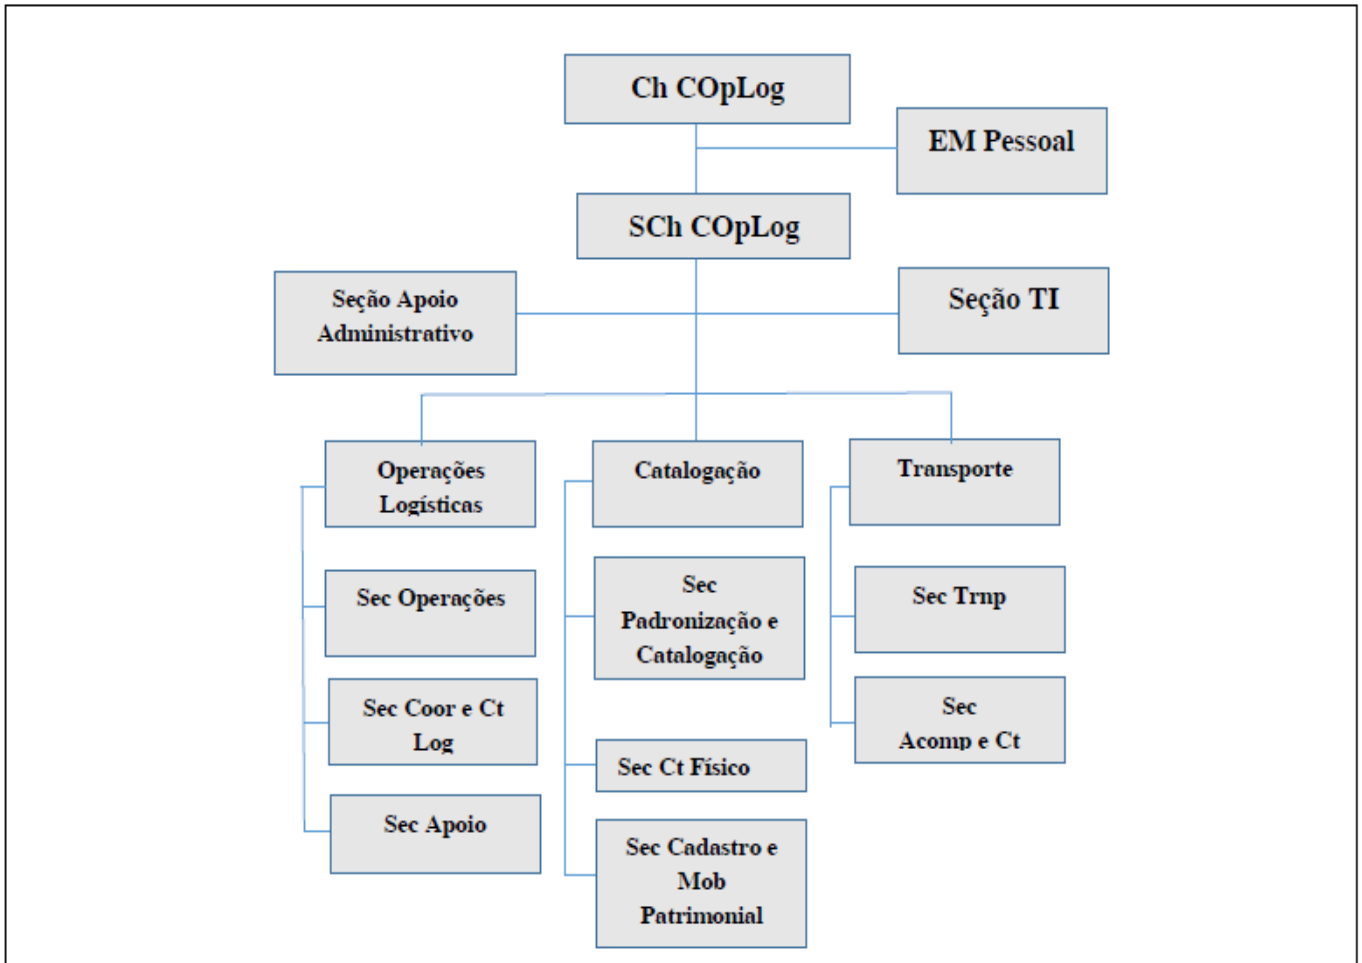 Ch COpLog
EM Pessoal
SCh COpLog
Seção Apoio
Administrativo
Seção TI
Operações
Logísticas
Catalogação
Transporte
Sec Operações
Sec
Padronização e
Catalogação
Sec Trnp
Sec Coor e Ct
Log
Sec
Acomp e Ct
Sec Ct Físico
Sec Apoio
Sec Cadastro e
Mob
Patrimonial